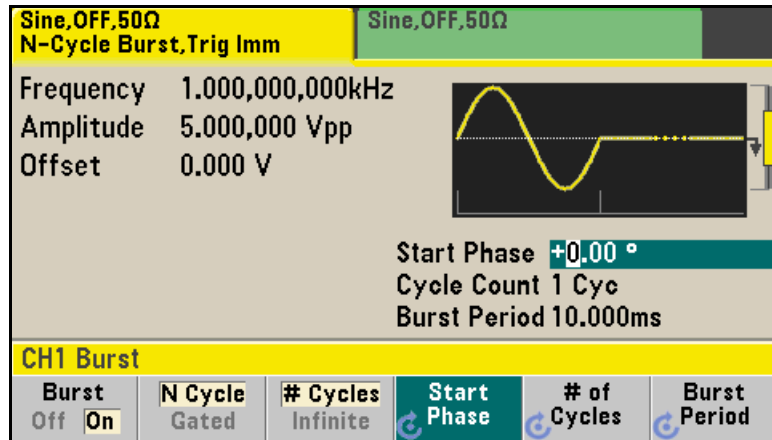 Sine,OFF,50Ω
N-Cycle Burst,Trig Imm
Sine,OFF,50Ω
Frequency 1.000,000,000kHz
Amplitude 5.000,000 Vpp
Offset 0.000 V
Start Phase +0.00 °
Cycle Count 1 Cyc
Burst Period 10.000ms
CH1 Burst
Burst
Off On
N Cycle
Gated
# Cycles
Infinite
Start
Phase
# of
Cycles
Burst
Period